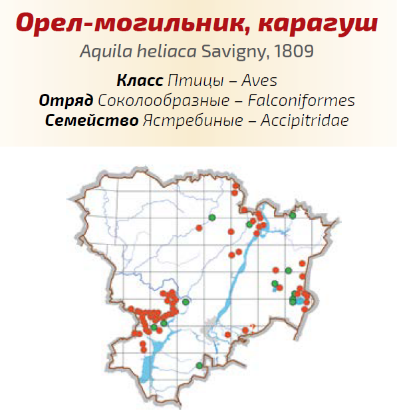 Орел-могильник, карагуш
Aquila heliaca Savigny, 1809
Класс Птицы – Aves
Отряд Соколообразные – Falconiformes
Семейство Ястребиные – Accipitridae
?